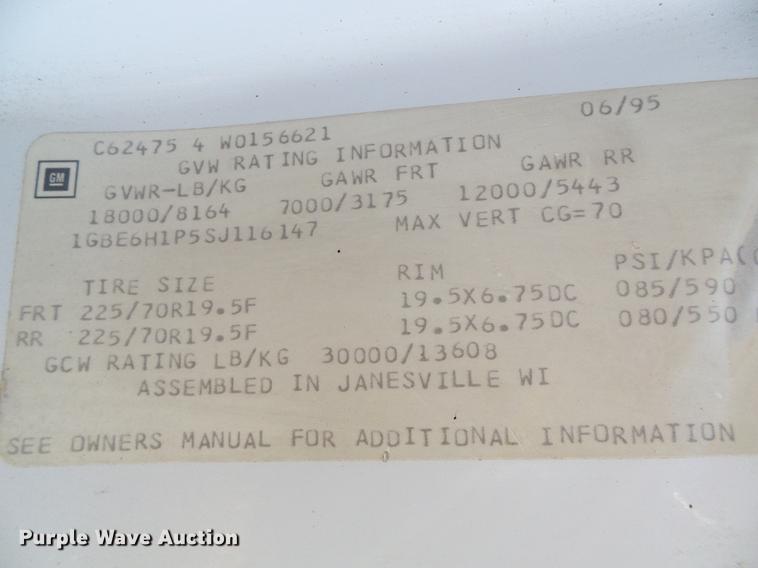 C62475 4 W0156621 06/95
GVW RATING INFORMATION
GM
GVWR-LB/KG GAWR FRT GAWR RR
18000/8164 7000/3175 12000/5443
1GBE6H1P5SJ116147 MAX VERT CG=70
TIRE SIZE RIM PSI/KPA(
FRT 225/70R19.5F 19.5X6.75DC 085/590
RR 225/70R19.5F 19.5X6.75DC 080/550
GCW RATING LB/KG 30000/13608
ASSEMBLED IN JANESVILLE WI
SEE OWNERS MANUAL FOR ADDITIONAL INFORMATION
Purple Wave Auction